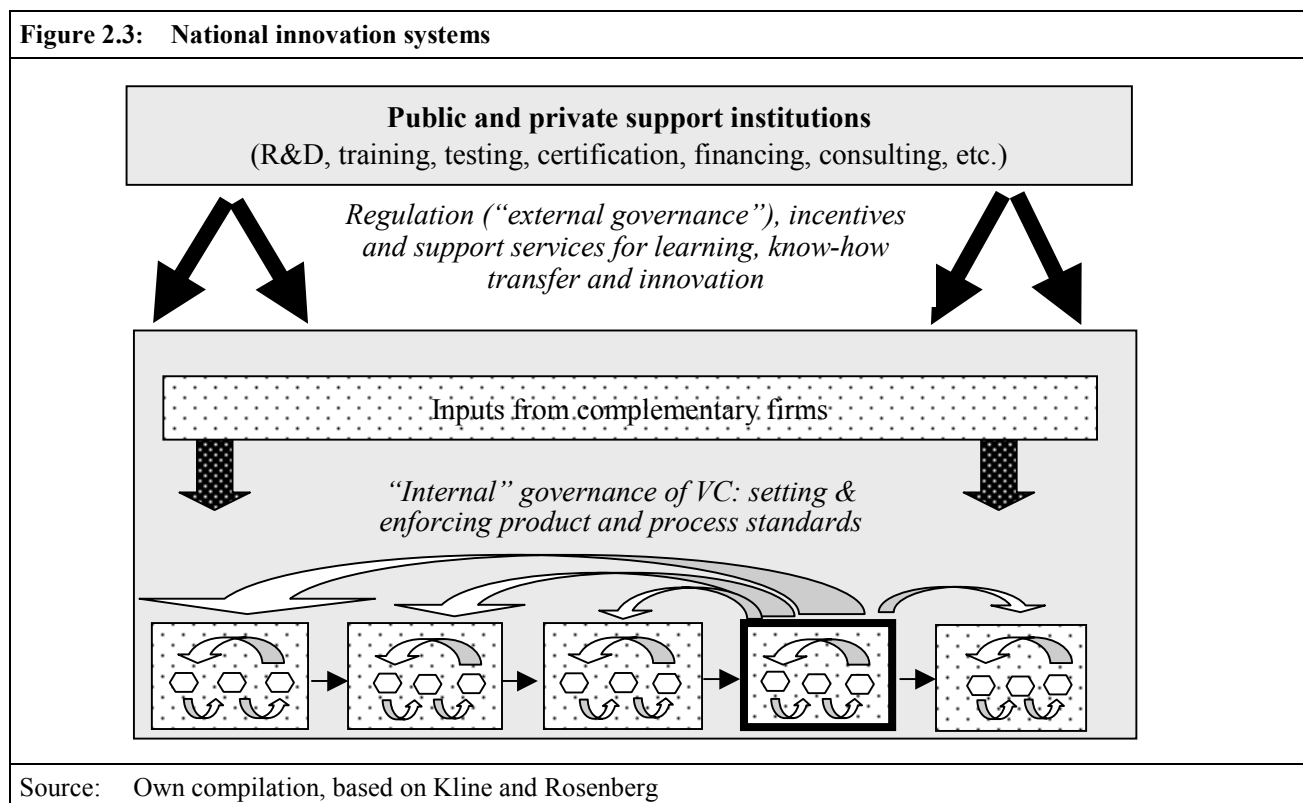 Figure 2.3: National innovation systems
Public and private support institutions
(R&D, training, testing, certification, financing, consulting, etc.)
Regulation (“external governance”), incentives
and support services for learning, know-how
transfer and innovation
Inputs from complementary firms
“Internal” governance of VC: setting &
enforcing product and process standards
Source: Own compilation, based on Kline and Rosenberg